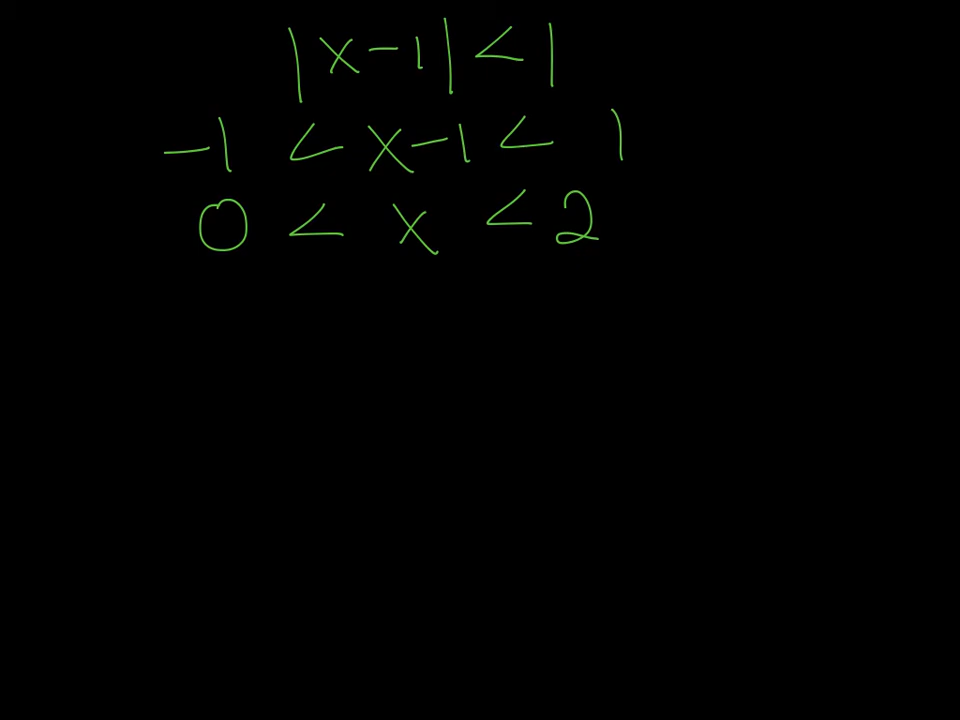 |x-1| < 1
-1 < x-1 < 1
0 < x < 2